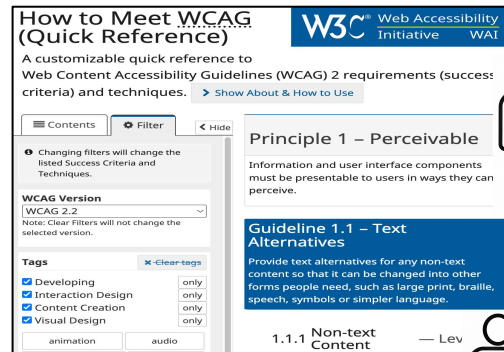 How to Meet WCAG
(Quick Reference)
W3C® Web Accessibility
Initiative WAI
A customizable quick reference to
Web Content Accessibility Guidelines (WCAG) 2 requirements (success
criteria) and techniques.
Show About & How to Use
Contents
Filter
Hide
Changing filters will change the
listed Success Criteria and
Techniques.
WCAG Version
WCAG 2.2
Note: Clear Filters will not change the
selected version.
Tags
Clear tags
Developing only
Interaction Design only
Content Creation only
Visual Design only
animation audio
Principle 1 – Perceivable
Information and user interface components
must be presentable to users in ways they can
perceive.
Guideline 1.1 – Text
Alternatives
Provide text alternatives for any non-text
content so that it can be changed into other
forms people need, such as large print, braille,
speech, symbols or simpler language.
1.1.1 Non-text
Content — Lev